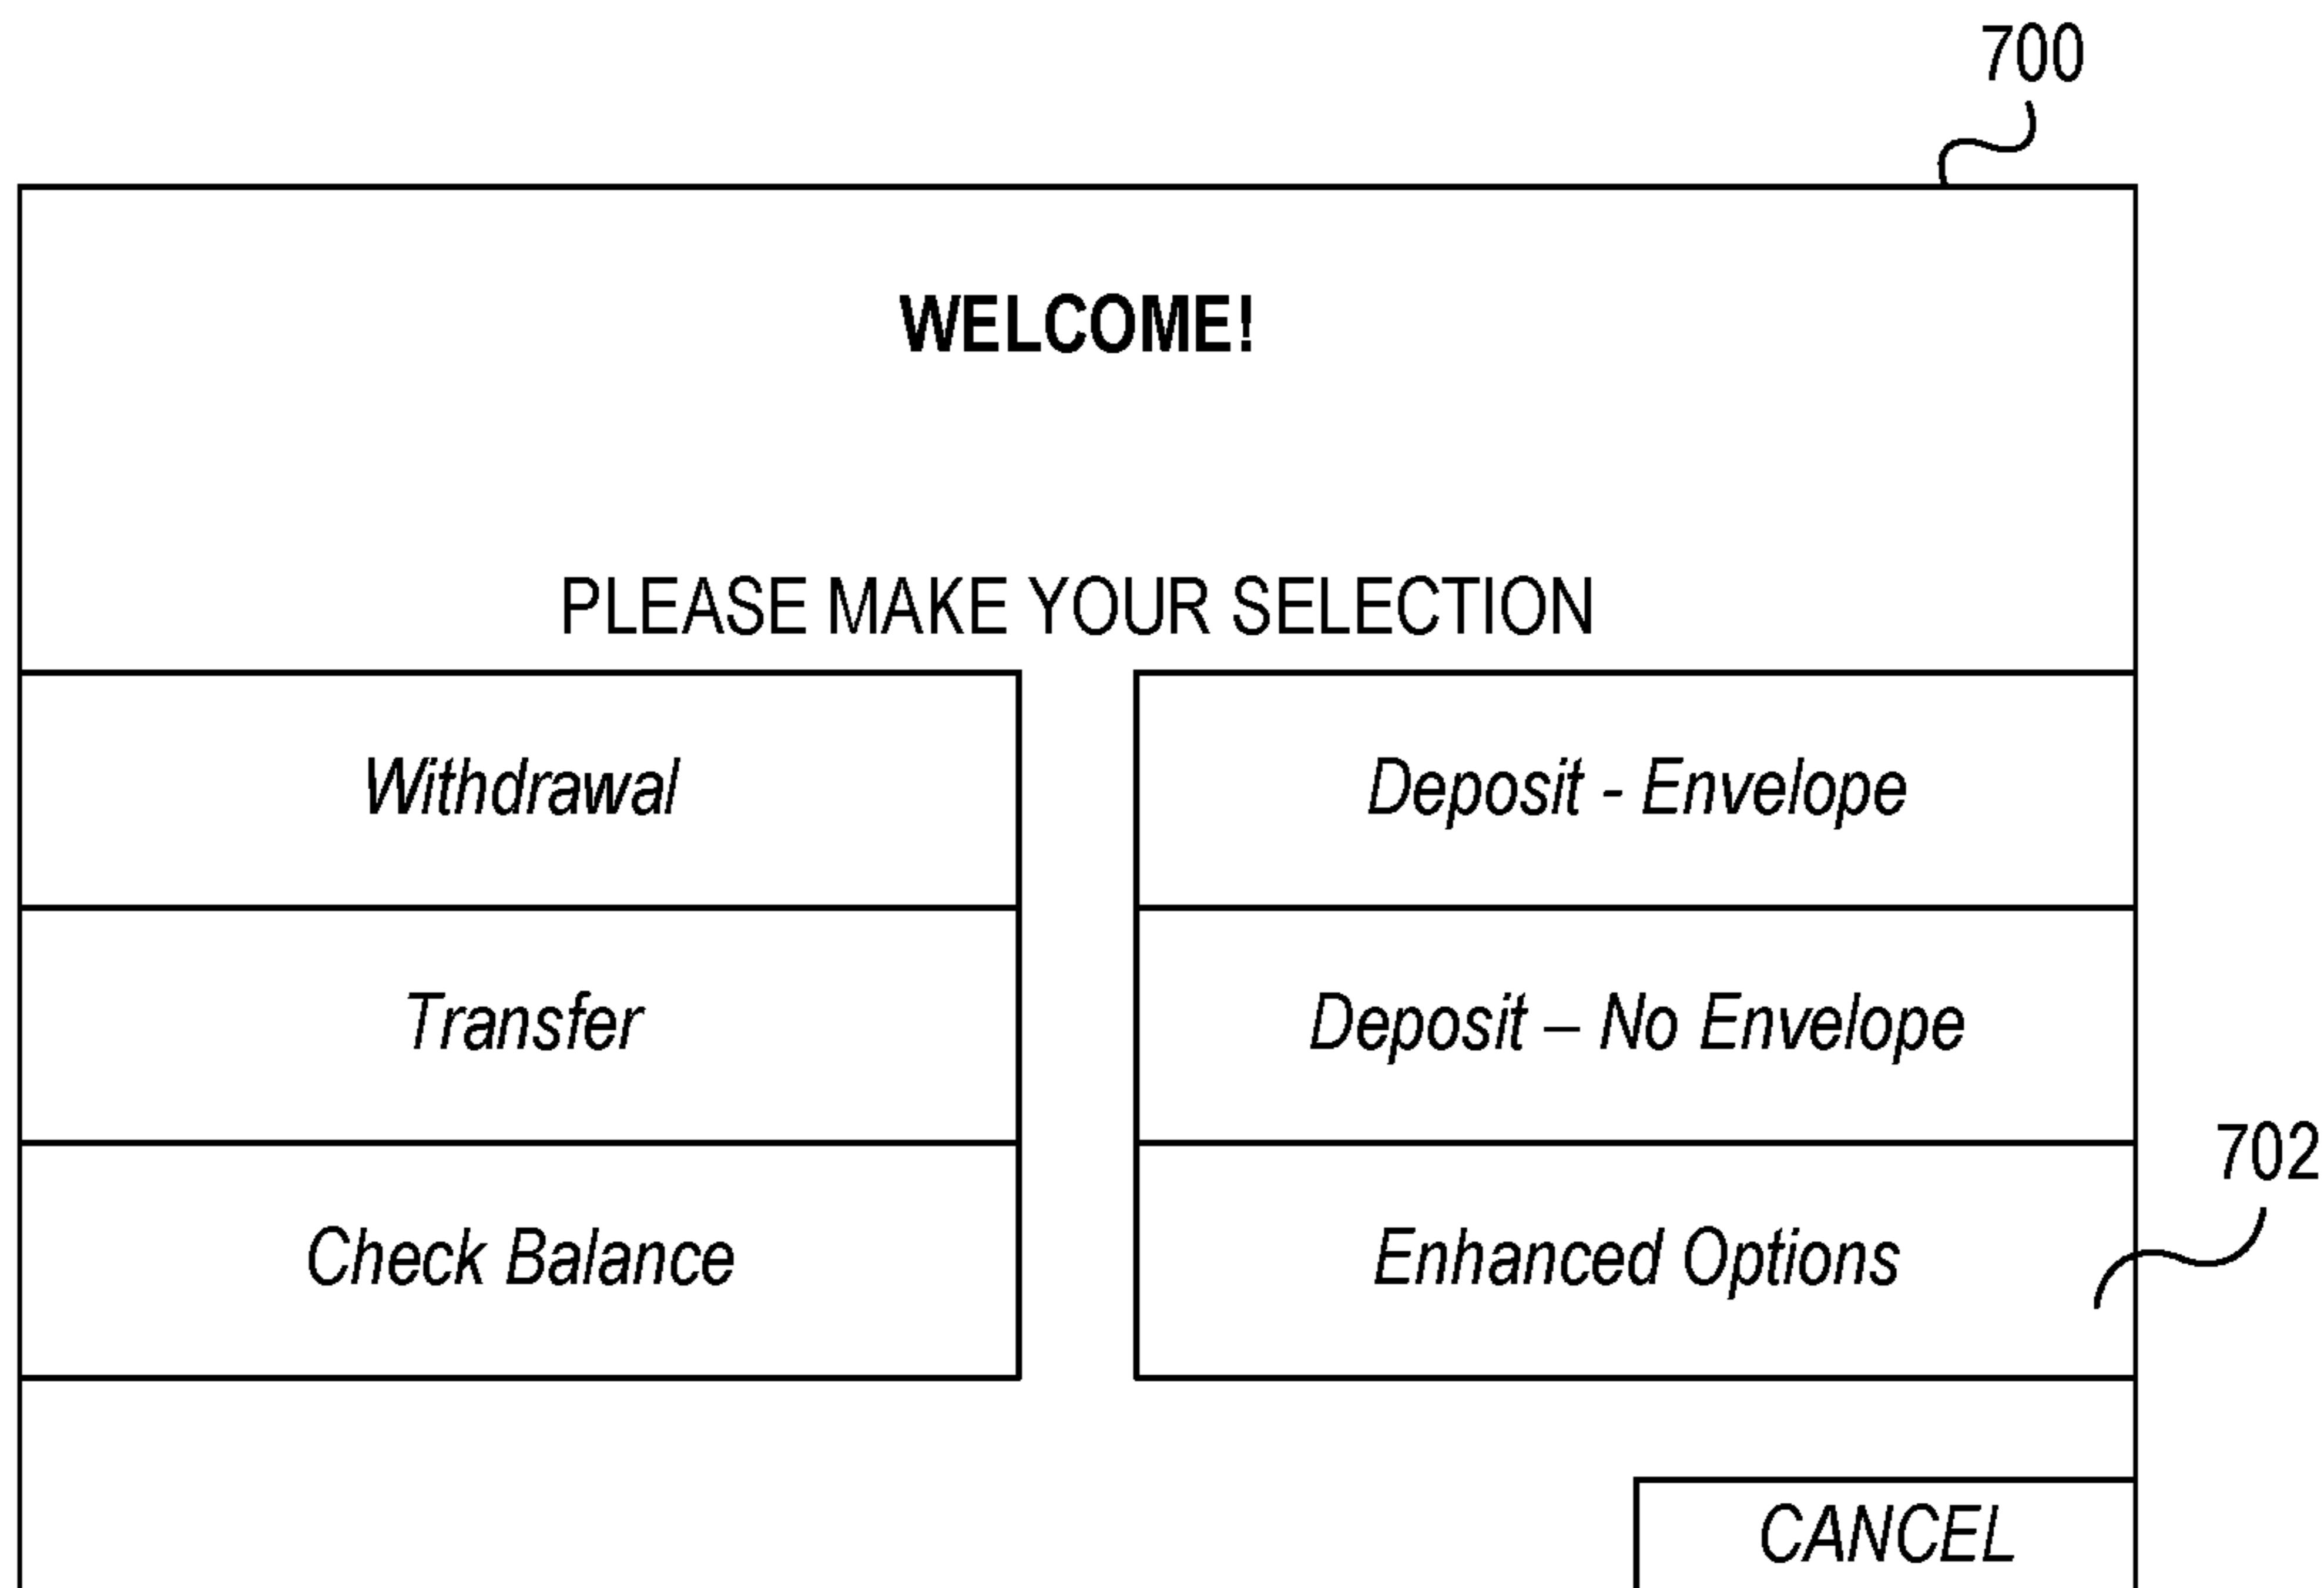 700
WELCOME!
PLEASE MAKE YOUR SELECTION
Withdrawal
Deposit - Envelope
Transfer
Deposit – No Envelope
702
Check Balance
Enhanced Options
CANCEL